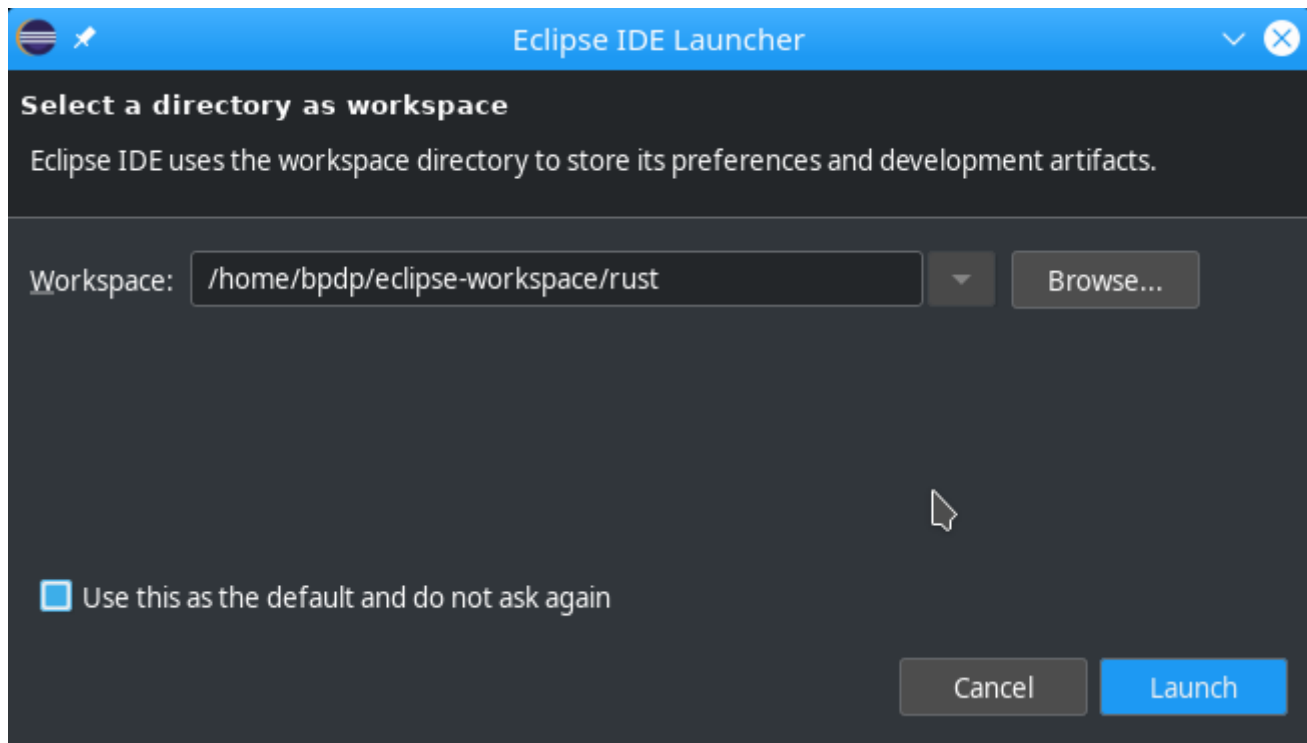 Eclipse IDE Launcher
Select a directory as workspace
Eclipse IDE uses the workspace directory to store its preferences and development artifacts.
Workspace: /home/bpdp/eclipse-workspace/rust Browse...
Use this as the default and do not ask again
Cancel Launch